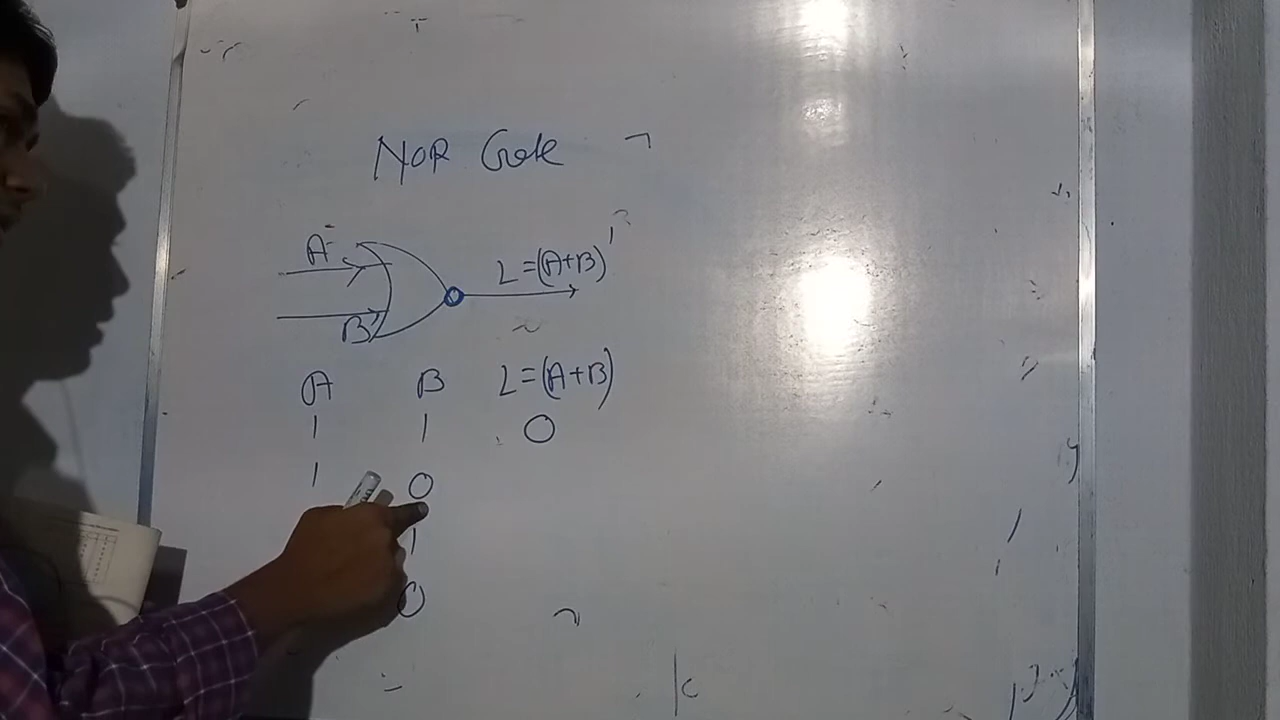 NOR Gate
A
L=(A+B)'
B
A B L=(A+B)
1 1 0
1 0
1
0